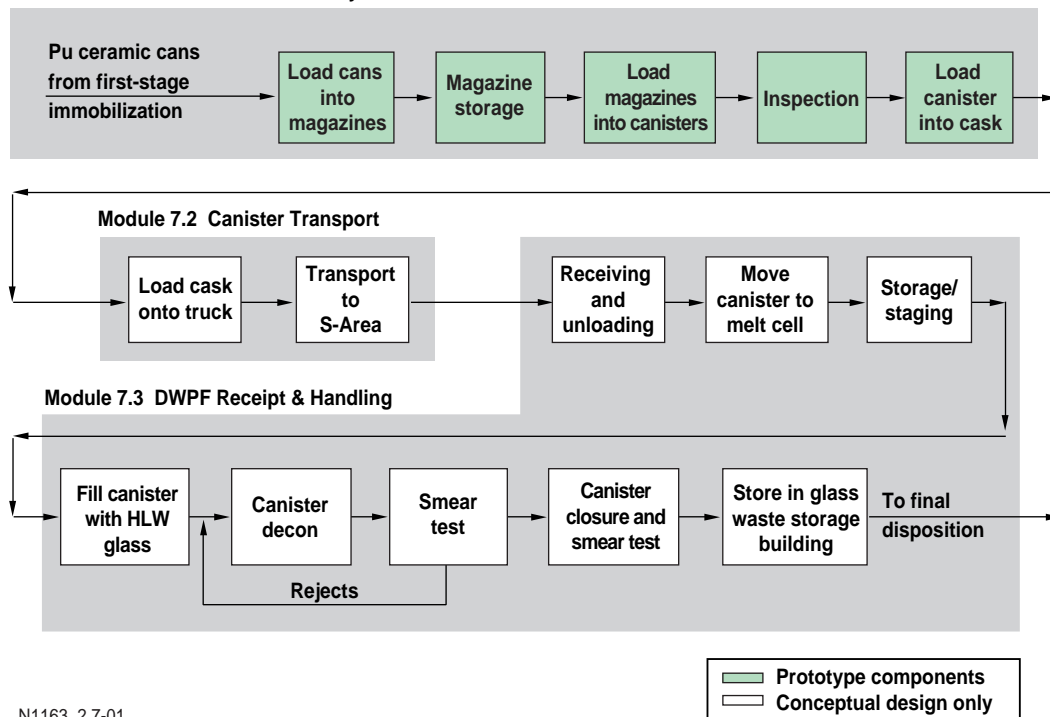 Pu ceramic cans
from first-stage
immobilization
Load cans
into
magazines
Magazine
storage
Load
magazines
into canisters
Inspection
Load
canister
into cask
Module 7.2 Canister Transport
Load cask
onto truck
Transport
to
S-Area
Receiving
and
unloading
Move
canister to
melt cell
Storage/
staging
Module 7.3 DWPF Receipt & Handling
Fill canister
with HLW
glass
Canister
decon
Smear
test
Canister
closure and
smear test
Store in glass
waste storage
building
To final
disposition
Rejects
Prototype components
Conceptual design only